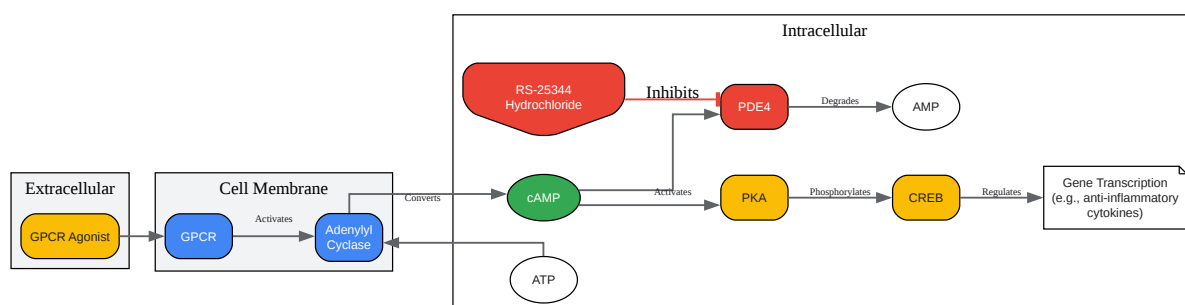 Intracellular
RS-25344
Hydrochloride
Inhibits
PDE4
Degrades
AMP
Extracellular
Cell Membrane
GPCR Agonist
GPCR
Activates
Adenylyl
Cyclase
Converts
cAMP
Activates
PKA
Phosphorylates
CREB
Regulates
Gene Transcription
(e.g., anti-inflammatory
cytokines)
ATP